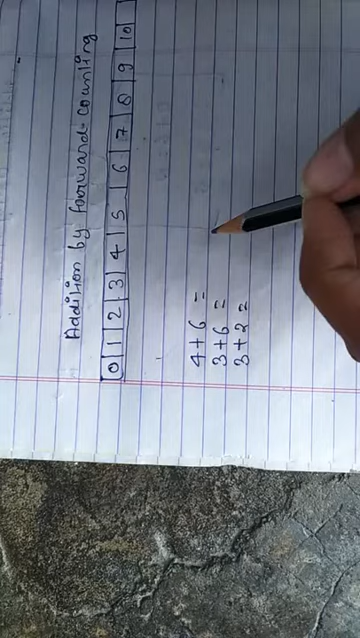 Addition by forward-counting
0 1 2 3 4 5 6 7 8 9 10
4+6 =
3+6 =
3+2 =